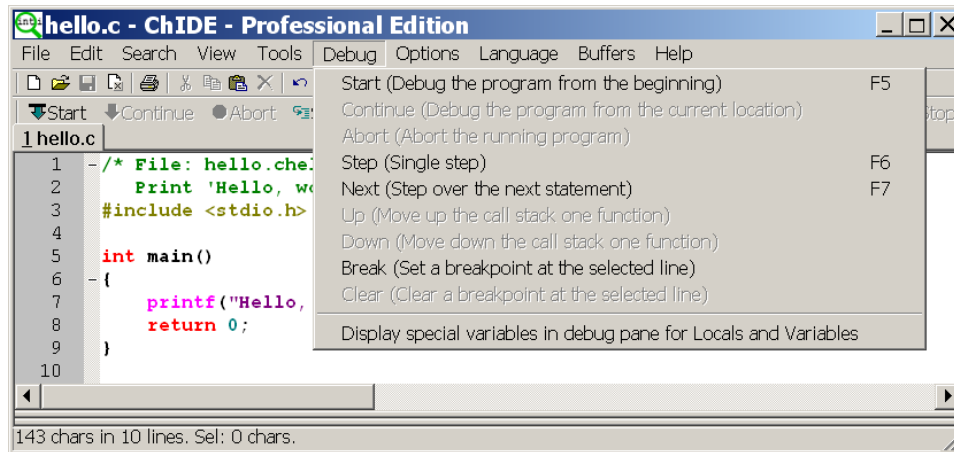 hello.c - ChIDE - Professional Edition
File Edit Search View Tools Debug Options Language Buffers Help
Start Continue Abort
1 hello.c
Start (Debug the program from the beginning) F5
Continue (Debug the program from the current location)
Abort (Abort the running program)
Step (Single step) F6
Next (Step over the next statement) F7
Up (Move up the call stack one function)
Down (Move down the call stack one function)
Break (Set a breakpoint at the selected line)
Clear (Clear a breakpoint at the selected line)
Display special variables in debug pane for Locals and Variables
1 /* File: hello.chel
2 Print 'Hello, wo
3 #include <stdio.h>
4
5 int main()
6 {
7 printf("Hello,
8 return 0;
9 }
10
143 chars in 10 lines. Sel: 0 chars.